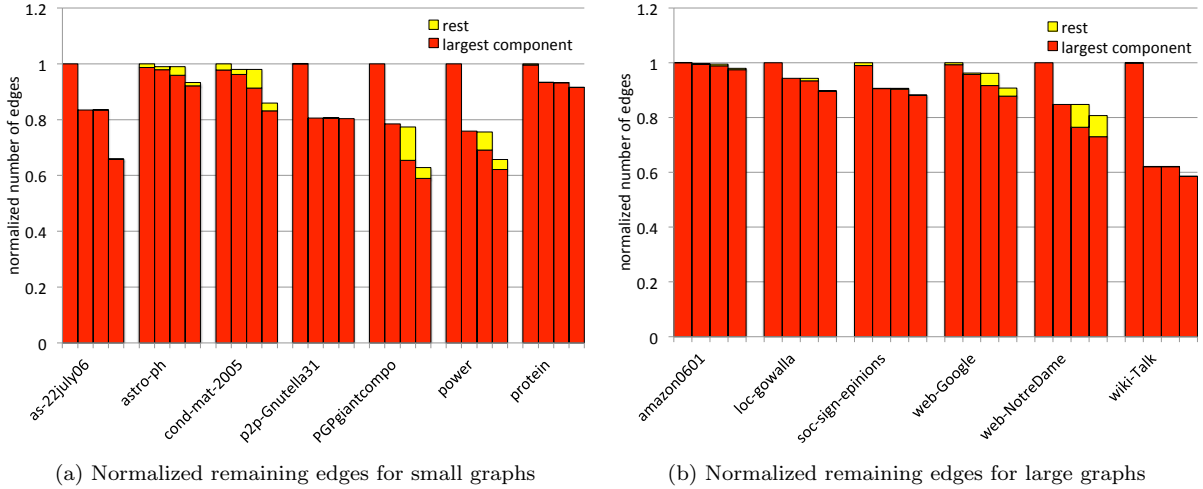 1.2
1
0.8
0.6
0.4
0.2
0
normalized number of edges
rest
largest component
as-22july06
astro-ph
cond-mat-2005
p2p-Gnutella31
PGPgiantcompo
power
protein
(a) Normalized remaining edges for small graphs
1.2
1
0.8
0.6
0.4
0.2
0
normalized number of edges
rest
largest component
amazon0601
loc-gowalla
soc-sign-epinions
web-Google
web-NotreDame
wiki-Talk
(b) Normalized remaining edges for large graphs